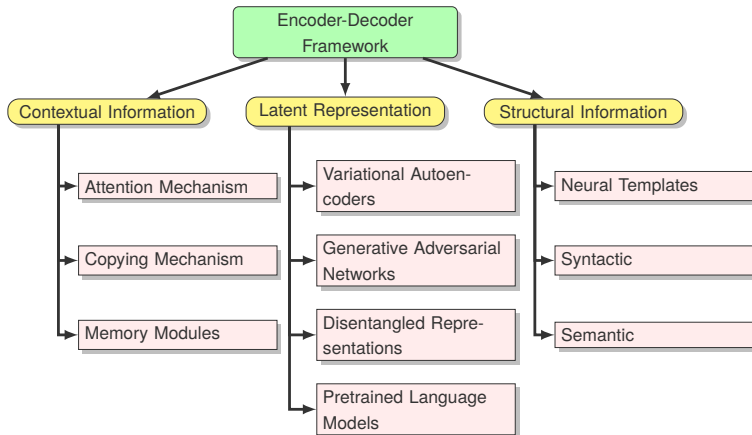 Encoder-Decoder
Framework
Contextual Information
Latent Representation
Structural Information
Attention Mechanism
Copying Mechanism
Memory Modules
Variational Autoen-
coders
Generative Adversarial
Networks
Disentangled Repre-
sentations
Pretrained Language
Models
Neural Templates
Syntactic
Semantic